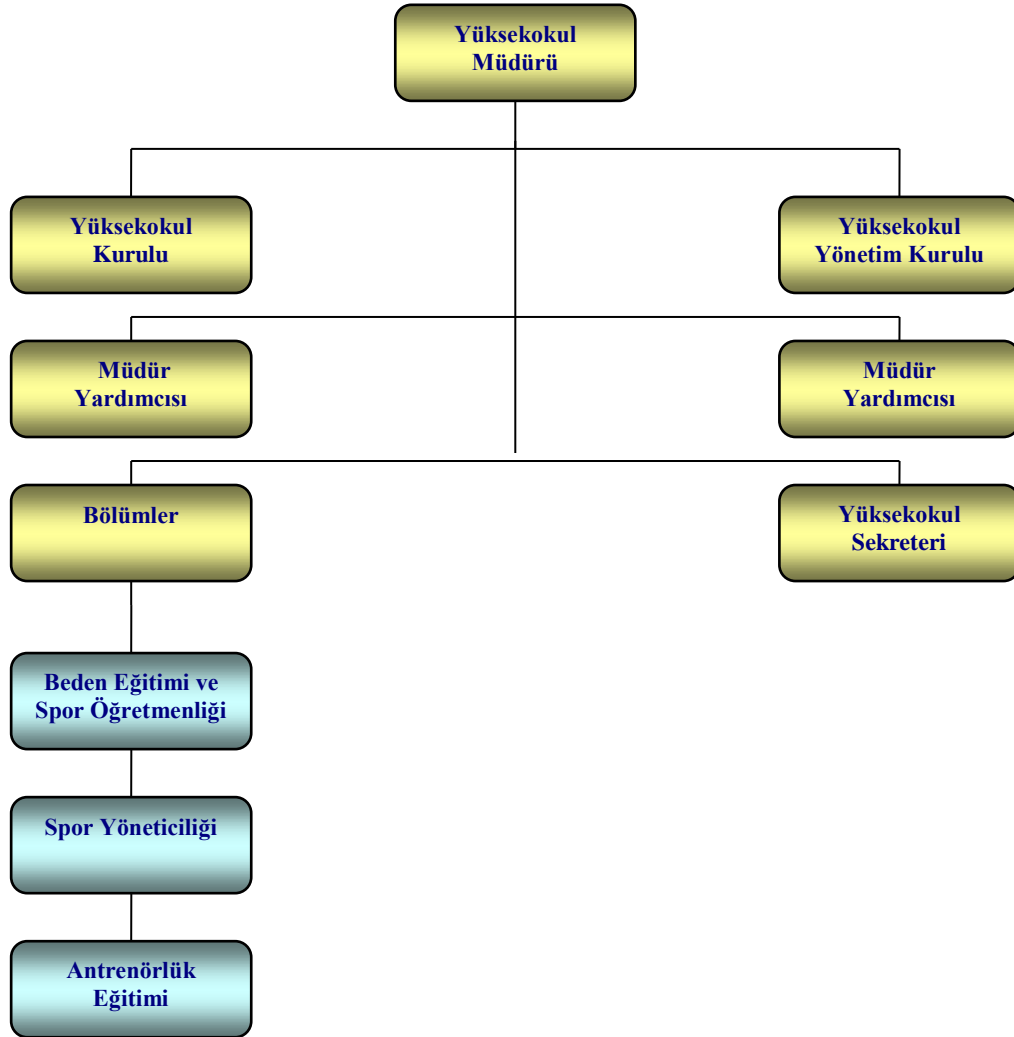 Yüksekokul
Müdürü
Yüksekokul
Kurulu
Yüksekokul
Yönetim Kurulu
Müdür
Yardımcısı
Müdür
Yardımcısı
Bölümler
Yüksekokul
Sekreteri
Beden Eğitimi ve
Spor Öğretmenliği
Spor Yöneticiliği
Antrenörlük
Eğitimi